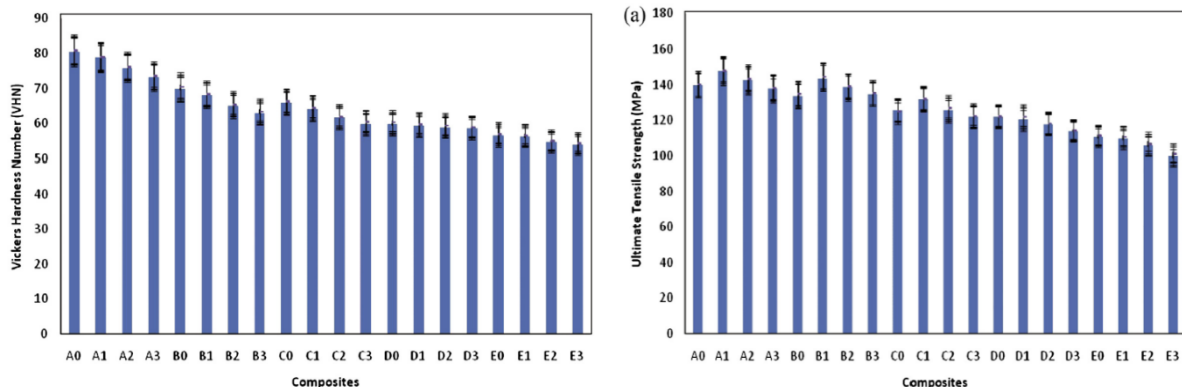 90
80
70
60
50
40
30
20
10
0
Vickers Hardness Number (VHN)
A0 A1 A2 A3 B0 B1 B2 B3 C0 C1 C2 C3 D0 D1 D2 D3 E0 E1 E2 E3
Composites
(a)
180
160
140
120
100
80
60
40
20
0
Ultimate Tensile Strength (MPa)
A0 A1 A2 A3 B0 B1 B2 B3 C0 C1 C2 C3 D0 D1 D2 D3 E0 E1 E2 E3
Composites